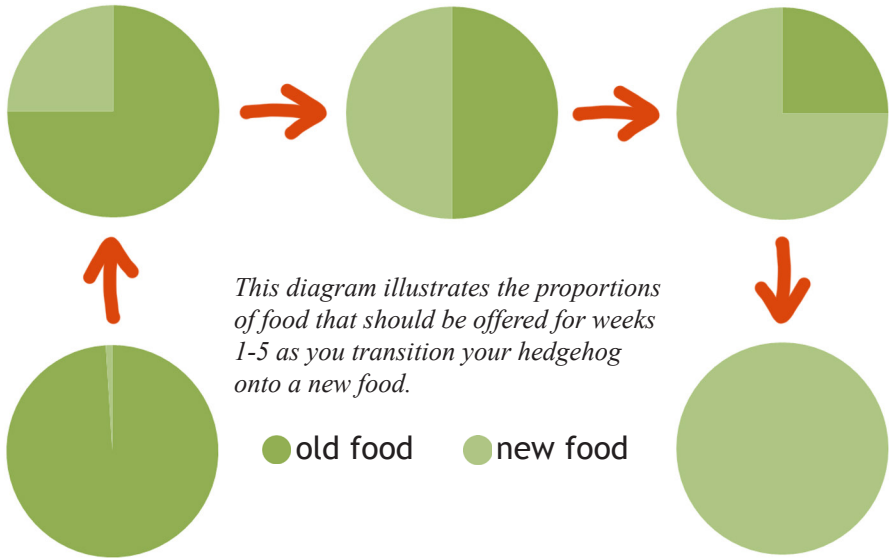 This diagram illustrates the proportions
of food that should be offered for weeks
1-5 as you transition your hedgehog
onto a new food.
old food
new food